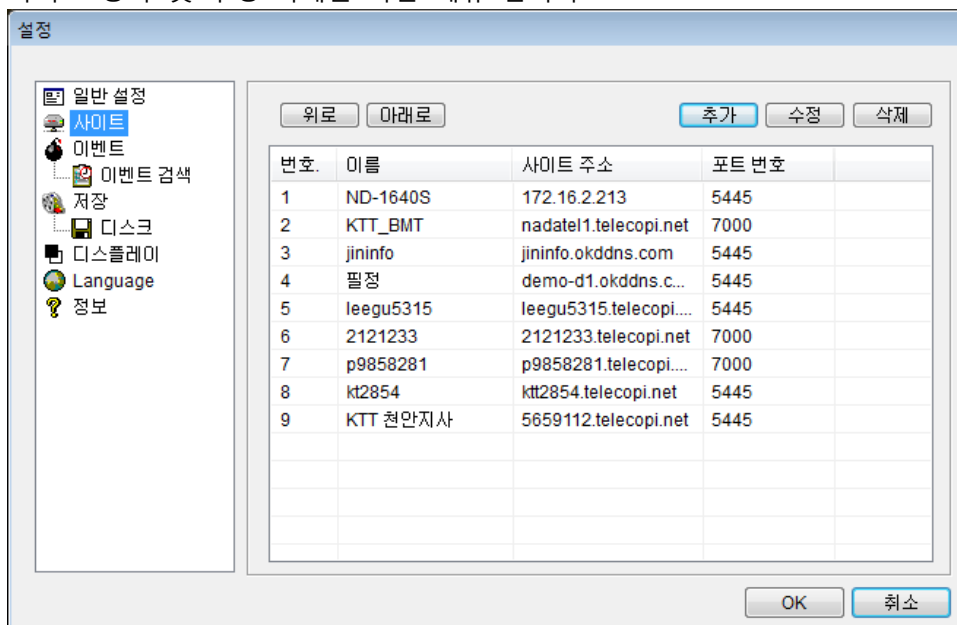 설정
일반 설정
사이트
이벤트
이벤트 검색
저장
디스크
디스플레이
Language
정보
위로 아래로 추가 수정 삭제
번호. 이름 사이트 주소 포트 번호
1 ND-1640S 172.16.2.213 5445
2 KTT_BMT nadatel1.telecopi.net 7000
3 jininfo jininfo.okddns.com 5445
4 필정 demo-d1.okddns.c... 5445
5 leegu5315 leegu5315.telecopi.... 5445
6 2121233 2121233.telecopi.net 7000
7 p9858281 p9858281.telecopi.... 7000
8 kt2854 ktt2854.telecopi.net 5445
9 KTT 천안지사 5659112.telecopi.net 5445
OK 취소